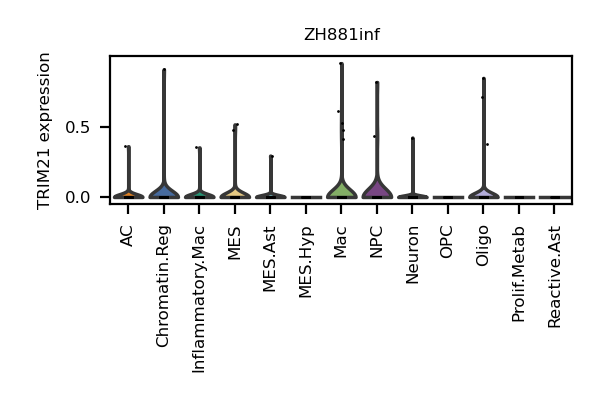 ZH881inf
TRIM21 expression
0.5
0.0
AC
Chromatin.Reg
Inflammatory.Mac
MES
MES.Ast
MES.Hyp
Mac
NPC
Neuron
OPC
Oligo
Prolif.Metab
Reactive.Ast